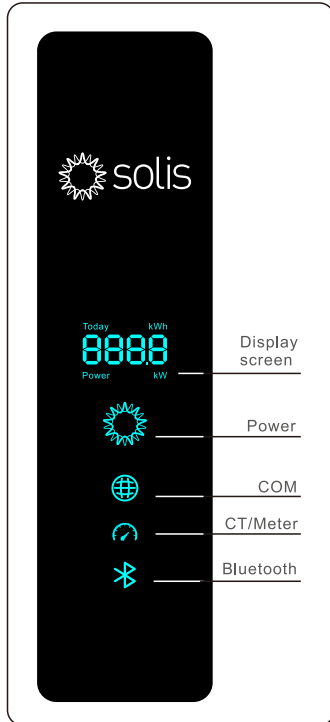 solis
Today kWh
888.8
Power kW
Display
screen
Power
COM
CT/Meter
Bluetooth